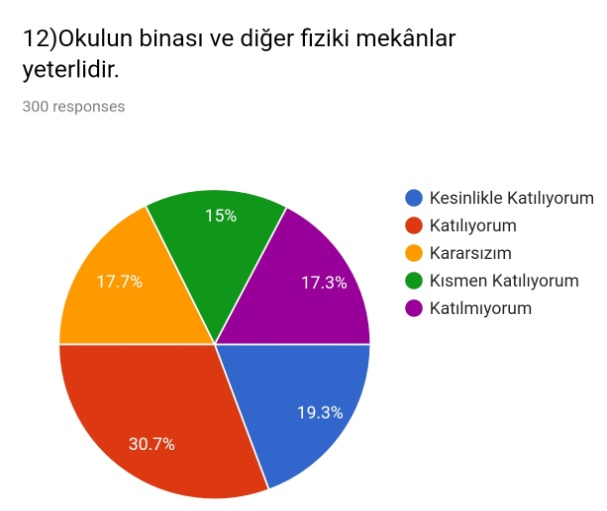 12)Okulun binası ve diğer fiziki mekânlar
yeterlidir.
300 responses
15%
17.7%
17.3%
19.3%
30.7%
Kesinlikle Katılıyorum
Katılıyorum
Kararsızım
Kısmen Katılıyorum
Katılmıyorum